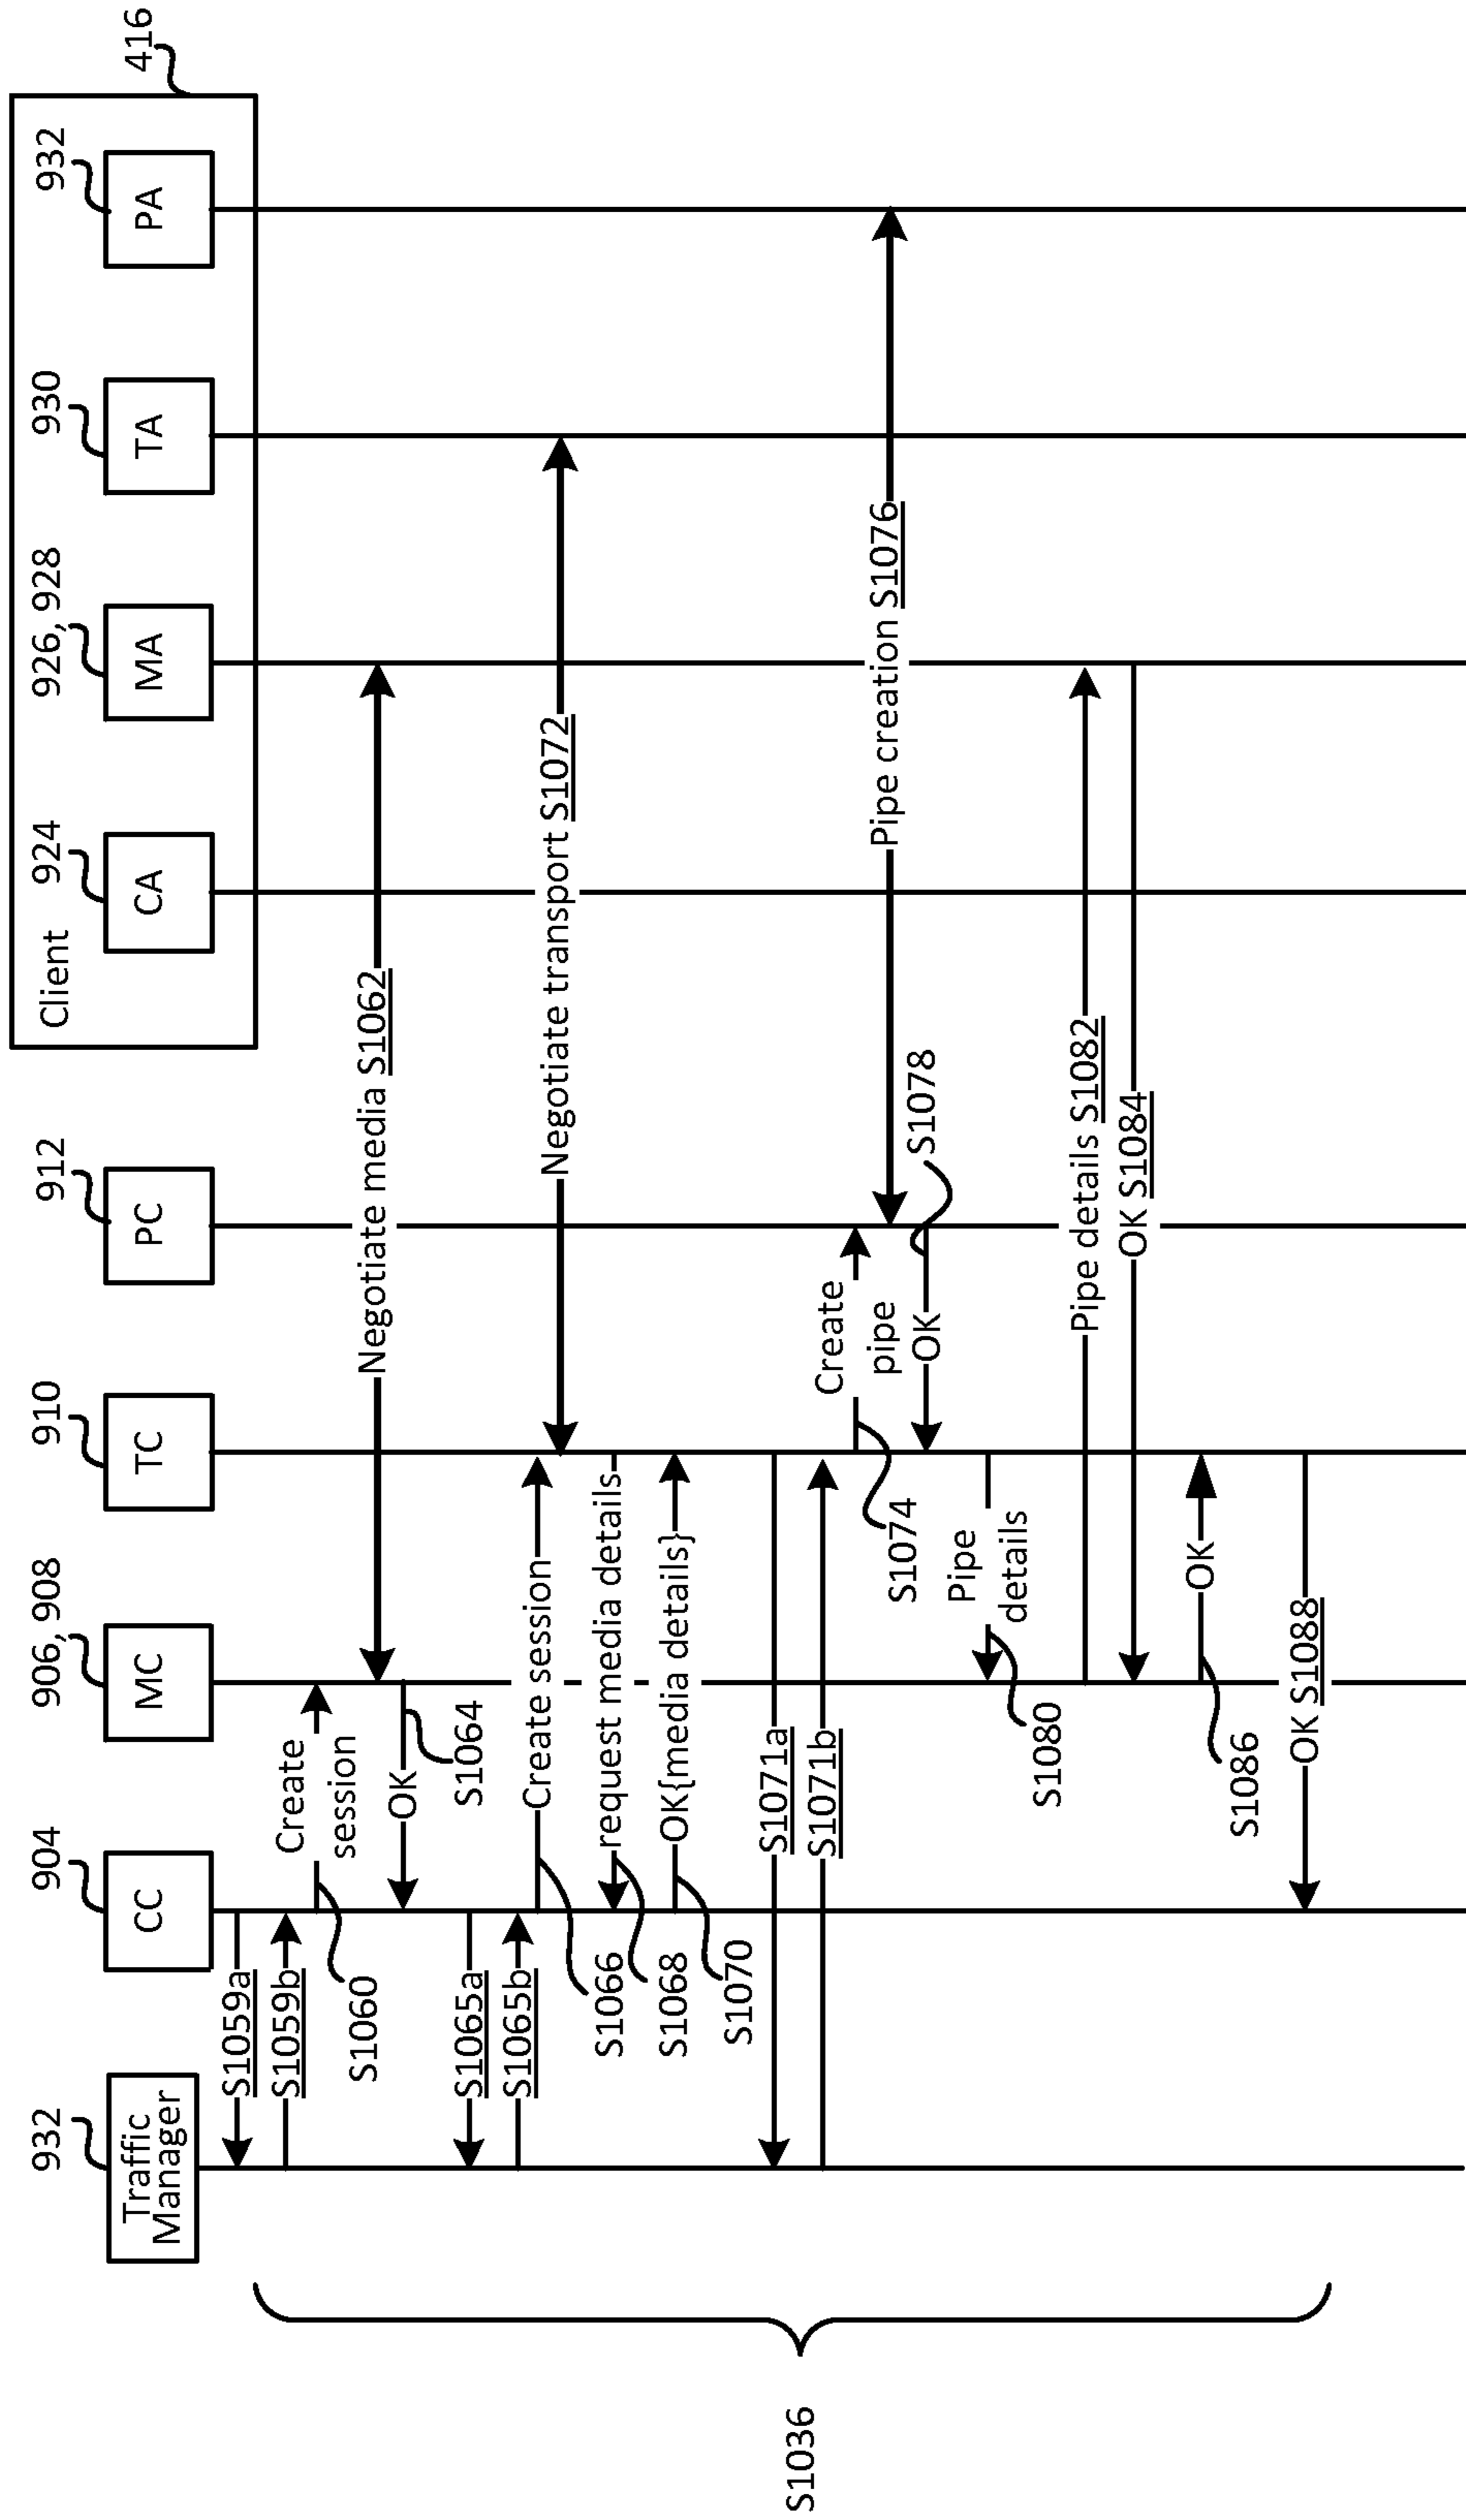 416
Client
932
904
906, 908
910
912
924
926, 928
930
932
Traffic
Manager
CC
MC
TC
PC
CA
MA
TA
PA
S1059a
S1059b
Create
session
S1060
Negotiate media S1062
OK
S1064
S1065a
S1065b
Create session
S1066
Negotiate transport S1072
request media details
S1068
OK{media details}
S1070
S1071a
S1071b
Create
pipe
S1074
Pipe creation S1076
OK
S1078
Pipe
details
S1080
Pipe details S1082
OK S1084
OK
S1086
OK S1088
S1036